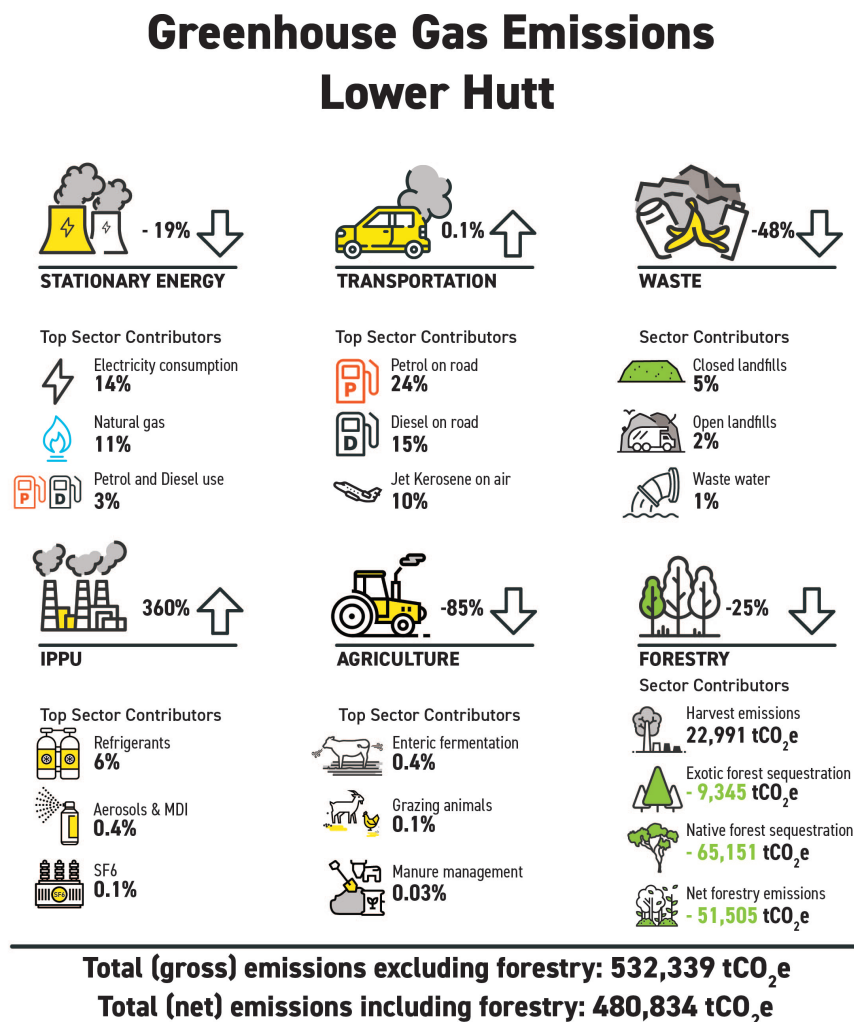 Greenhouse Gas Emissions
Lower Hutt
- 19%
STATIONARY ENERGY
Top Sector Contributors
Electricity consumption
14%
Natural gas
11%
P D
Petrol and Diesel use
3%
0.1%
TRANSPORTATION
Top Sector Contributors
P
Petrol on road
24%
D
Diesel on road
15%
Jet Kerosene on air
10%
-48%
WASTE
Sector Contributors
Closed landfills
5%
Open landfills
2%
Waste water
1%
360%
IPPU
Top Sector Contributors
Refrigerants
6%
Aerosols & MDI
0.4%
SF6
SF6
0.1%
-85%
AGRICULTURE
Top Sector Contributors
Enteric fermentation
0.4%
Grazing animals
0.1%
Manure management
0.03%
-25%
FORESTRY
Sector Contributors
Harvest emissions
22,991 tCO₂e
Exotic forest sequestration
- 9,345 tCO₂e
Native forest sequestration
- 65,151 tCO₂e
Net forestry emissions
- 51,505 tCO₂e
Total (gross) emissions excluding forestry: 532,339 tCO₂e
Total (net) emissions including forestry: 480,834 tCO₂e